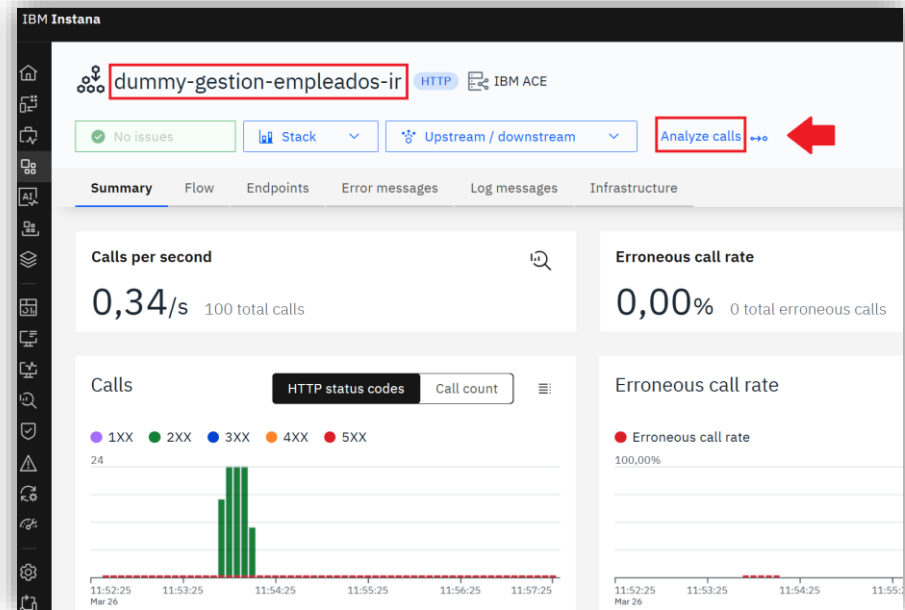 IBM Instana
dummy-gestion-empleados-ir HTTP IBM ACE
No issues Stack Upstream / downstream Analyze calls
Summary Flow Endpoints Error messages Log messages Infrastructure
Calls per second
0,34/s 100 total calls
Erroneous call rate
0,00% 0 total erroneous calls
Calls HTTP status codes Call count
1XX 2XX 3XX 4XX 5XX
24
11:52:25 11:53:25 11:54:25 11:55:25 11:56:25 11:57:25
Mar 26
Erroneous call rate
Erroneous call rate
100,00%
11:52:25 11:53:25 11:54:25
Mar 26